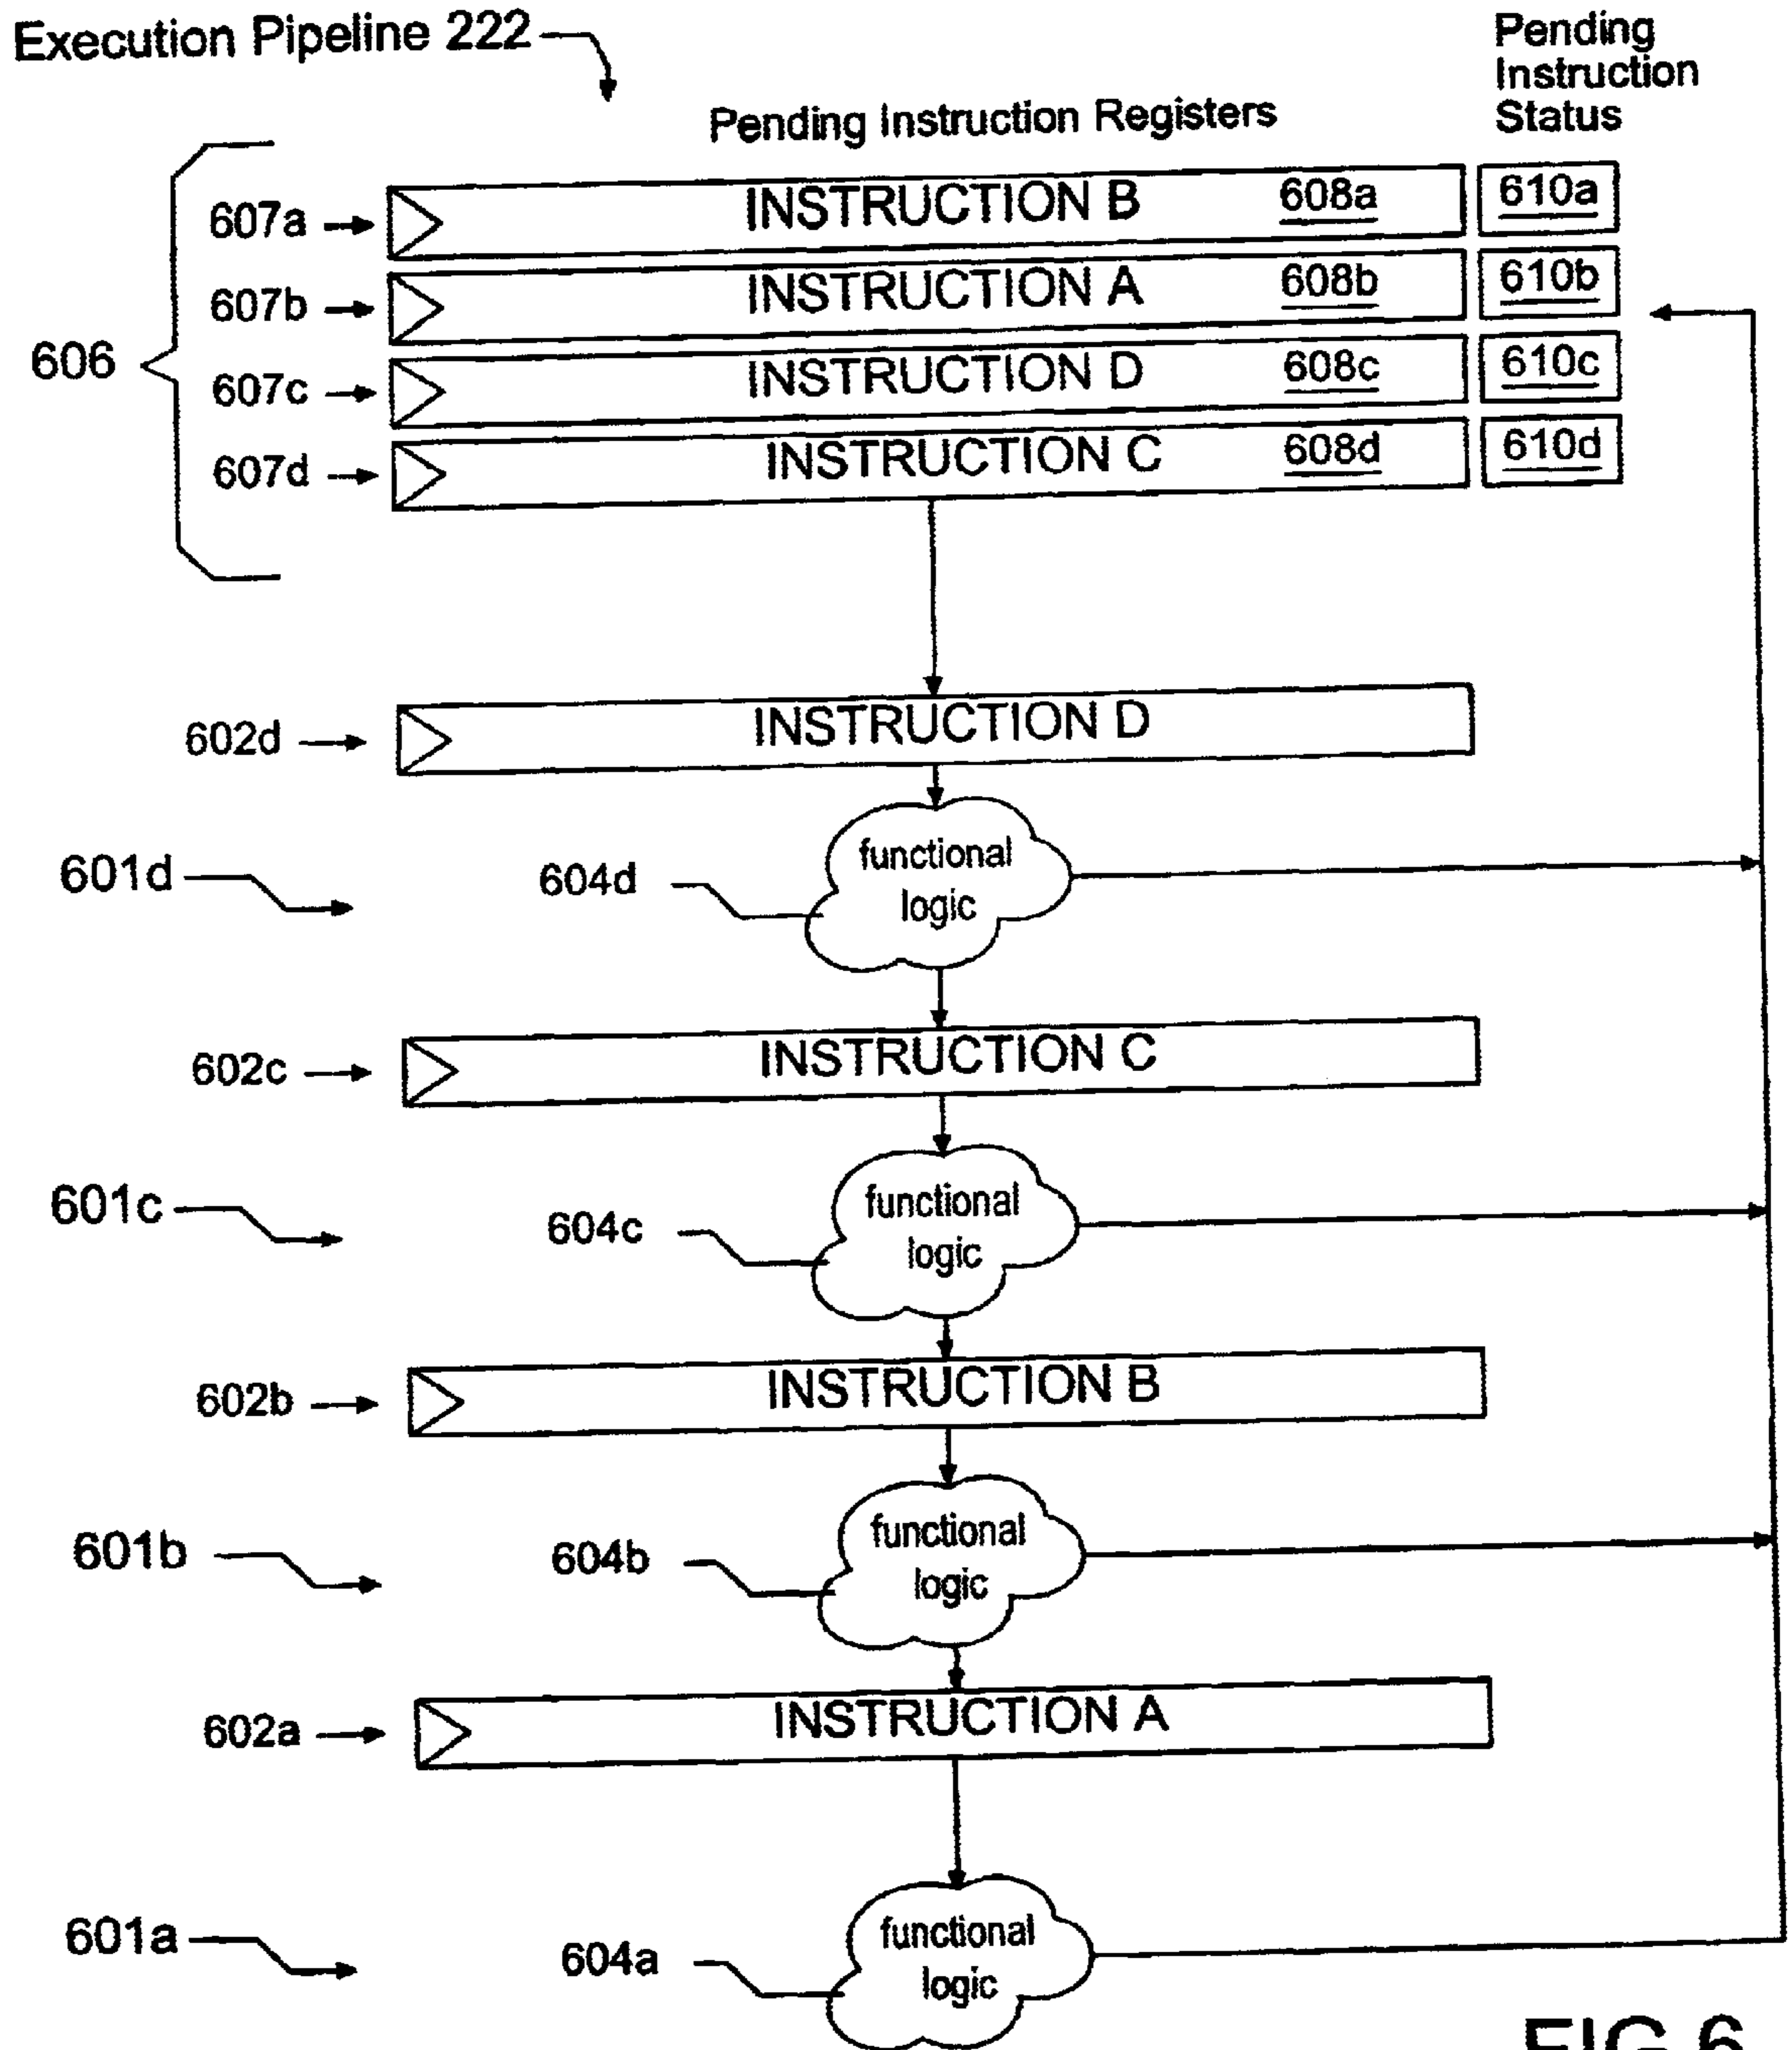 Execution Pipeline 222
Pending
Instruction
Status
Pending Instruction Registers
607a INSTRUCTION B 608a 610a
607b INSTRUCTION A 608b 610b
606
607c INSTRUCTION D 608c 610c
607d INSTRUCTION C 608d 610d
602d INSTRUCTION D
601d 604d functional
logic
602c INSTRUCTION C
601c 604c functional
logic
602b INSTRUCTION B
601b 604b functional
logic
602a INSTRUCTION A
601a 604a functional
logic
FIG 6